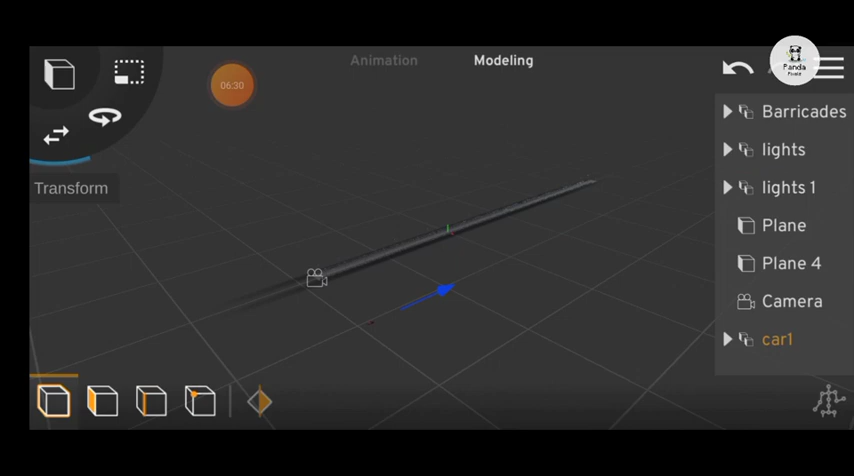 Animation
Modeling
06:30
Panda
Transform
Barricades
lights
lights 1
Plane
Plane 4
Camera
car1